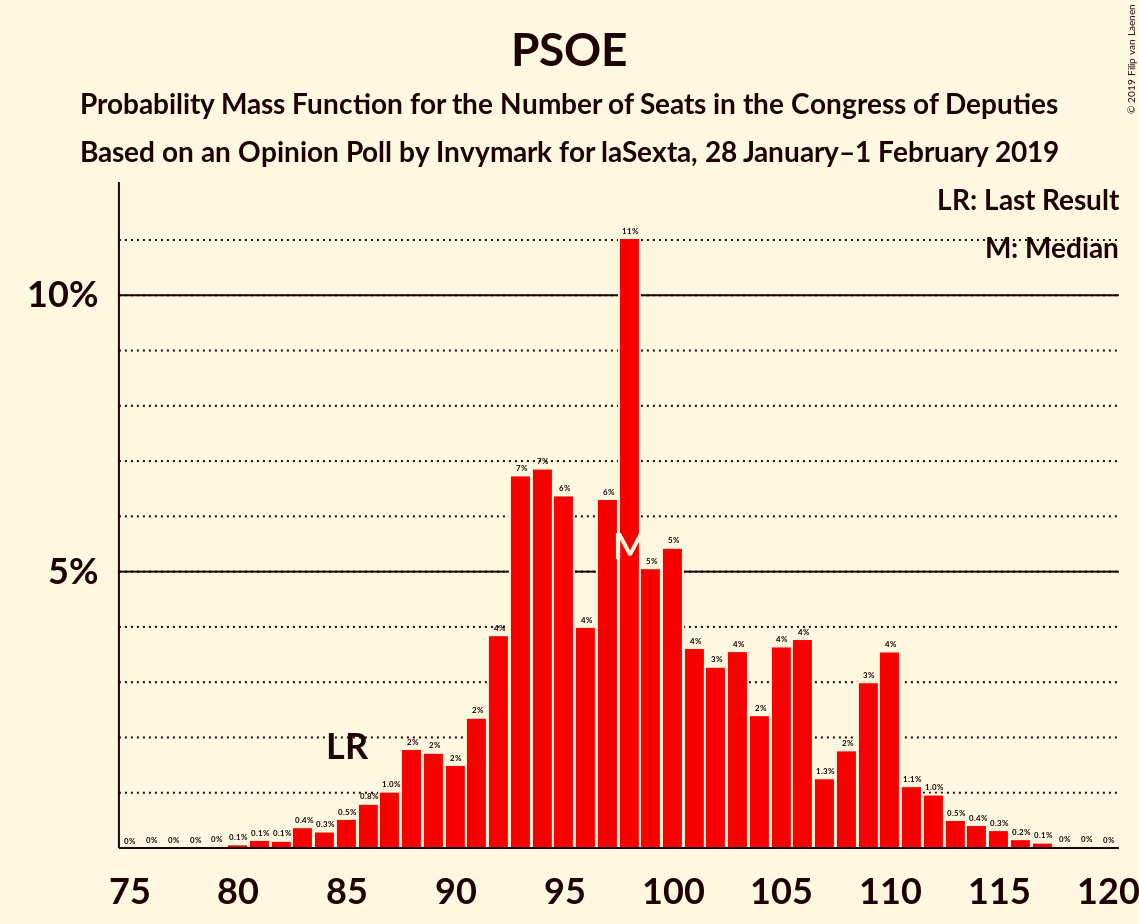 © 2019 Filip van Laenen
PSOE
Probability Mass Function for the Number of Seats in the Congress of Deputies
Based on an Opinion Poll by Invymark for laSexta, 28 January–1 February 2019
LR: Last Result
M: Median
10%
5%
0% 0% 0% 0% 0% 0.1% 0.1% 0.1% 0.4% 0.3% 0.5% 0.8% 1.0% 2% 2% 2% 2% 4% 7% 7% 6% 4% 6% 11% 5% 5% 4% 3% 4% 2% 4% 4% 1.3% 2% 3% 4% 1.1% 1.0% 0.5% 0.4% 0.3% 0.2% 0.1% 0% 0% 0%
LR
M
75 80 85 90 95 100 105 110 115 120